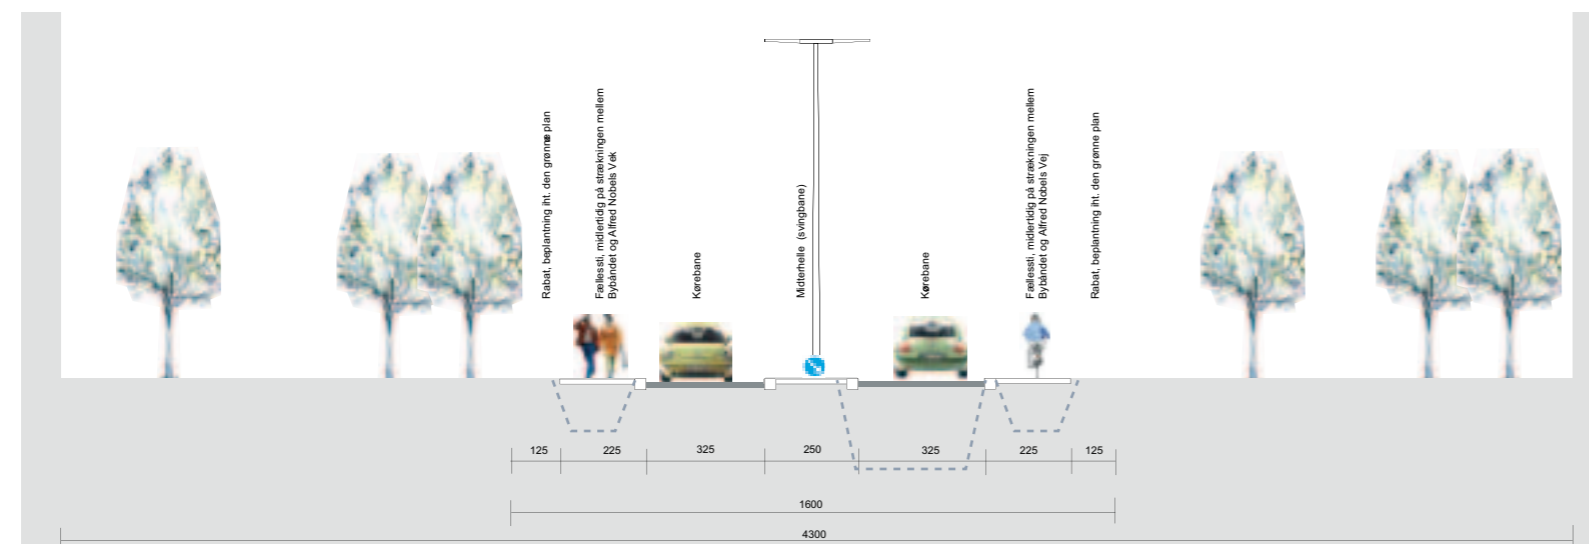 Rabat, beplantning iht. den grønne plan
Fællessti, midlertidig på strækningen mellem
Bybåndet og Alfred Nobels Vek
Kørebane
Midterhelle (svingbane)
Kørebane
Fællessti, midlertidig på strækningen mellem
Bybåndet og Alfred Nobels Vej
Rabat, beplantning iht. den grønne plan
125 225 325 250 325 225 125
1600
4300